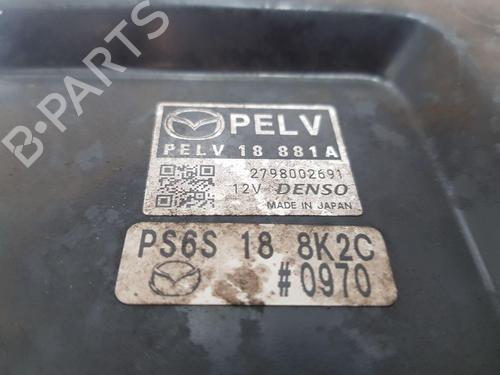 PELV
PELV 18 881A
2798002691
12V DENSO
MADE IN JAPAN
PS6S 18 8K2C
#0970
B-PARTS